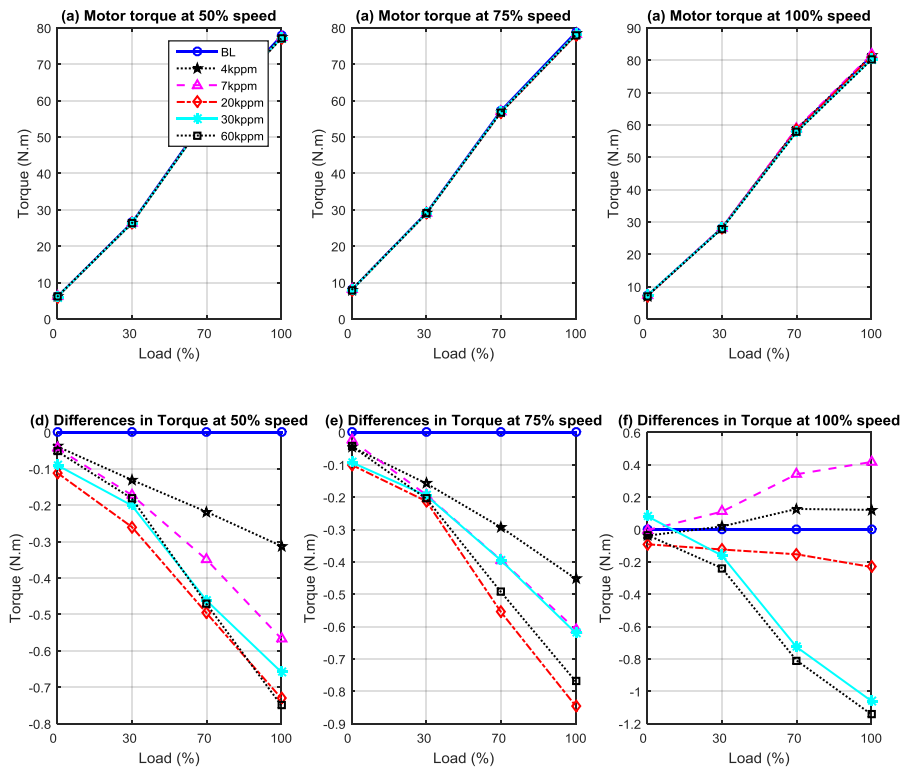 (a) Motor torque at 50% speed
(a) Motor torque at 75% speed
(a) Motor torque at 100% speed
80
70
60
50
40
30
20
10
0
Torque (N.m)
0 30 70 100
Load (%)
BL
4kppm
7kppm
20kppm
30kppm
60kppm
80
70
60
50
40
30
20
10
0
Torque (N.m)
0 30 70 100
Load (%)
90
80
70
60
50
40
30
20
10
0
Torque (N.m)
0 30 70 100
Load (%)
(d) Differences in Torque at 50% speed
(e) Differences in Torque at 75% speed
(f) Differences in Torque at 100% speed
0
-0.1
-0.2
-0.3
-0.4
-0.5
-0.6
-0.7
-0.8
Torque (N.m)
0 30 70 100
Load (%)
0
-0.1
-0.2
-0.3
-0.4
-0.5
-0.6
-0.7
-0.8
-0.9
Torque (N.m)
0 30 70 100
Load (%)
0.6
0.4
0.2
0
-0.2
-0.4
-0.6
-0.8
-1
-1.2
Torque (N.m)
0 30 70 100
Load (%)